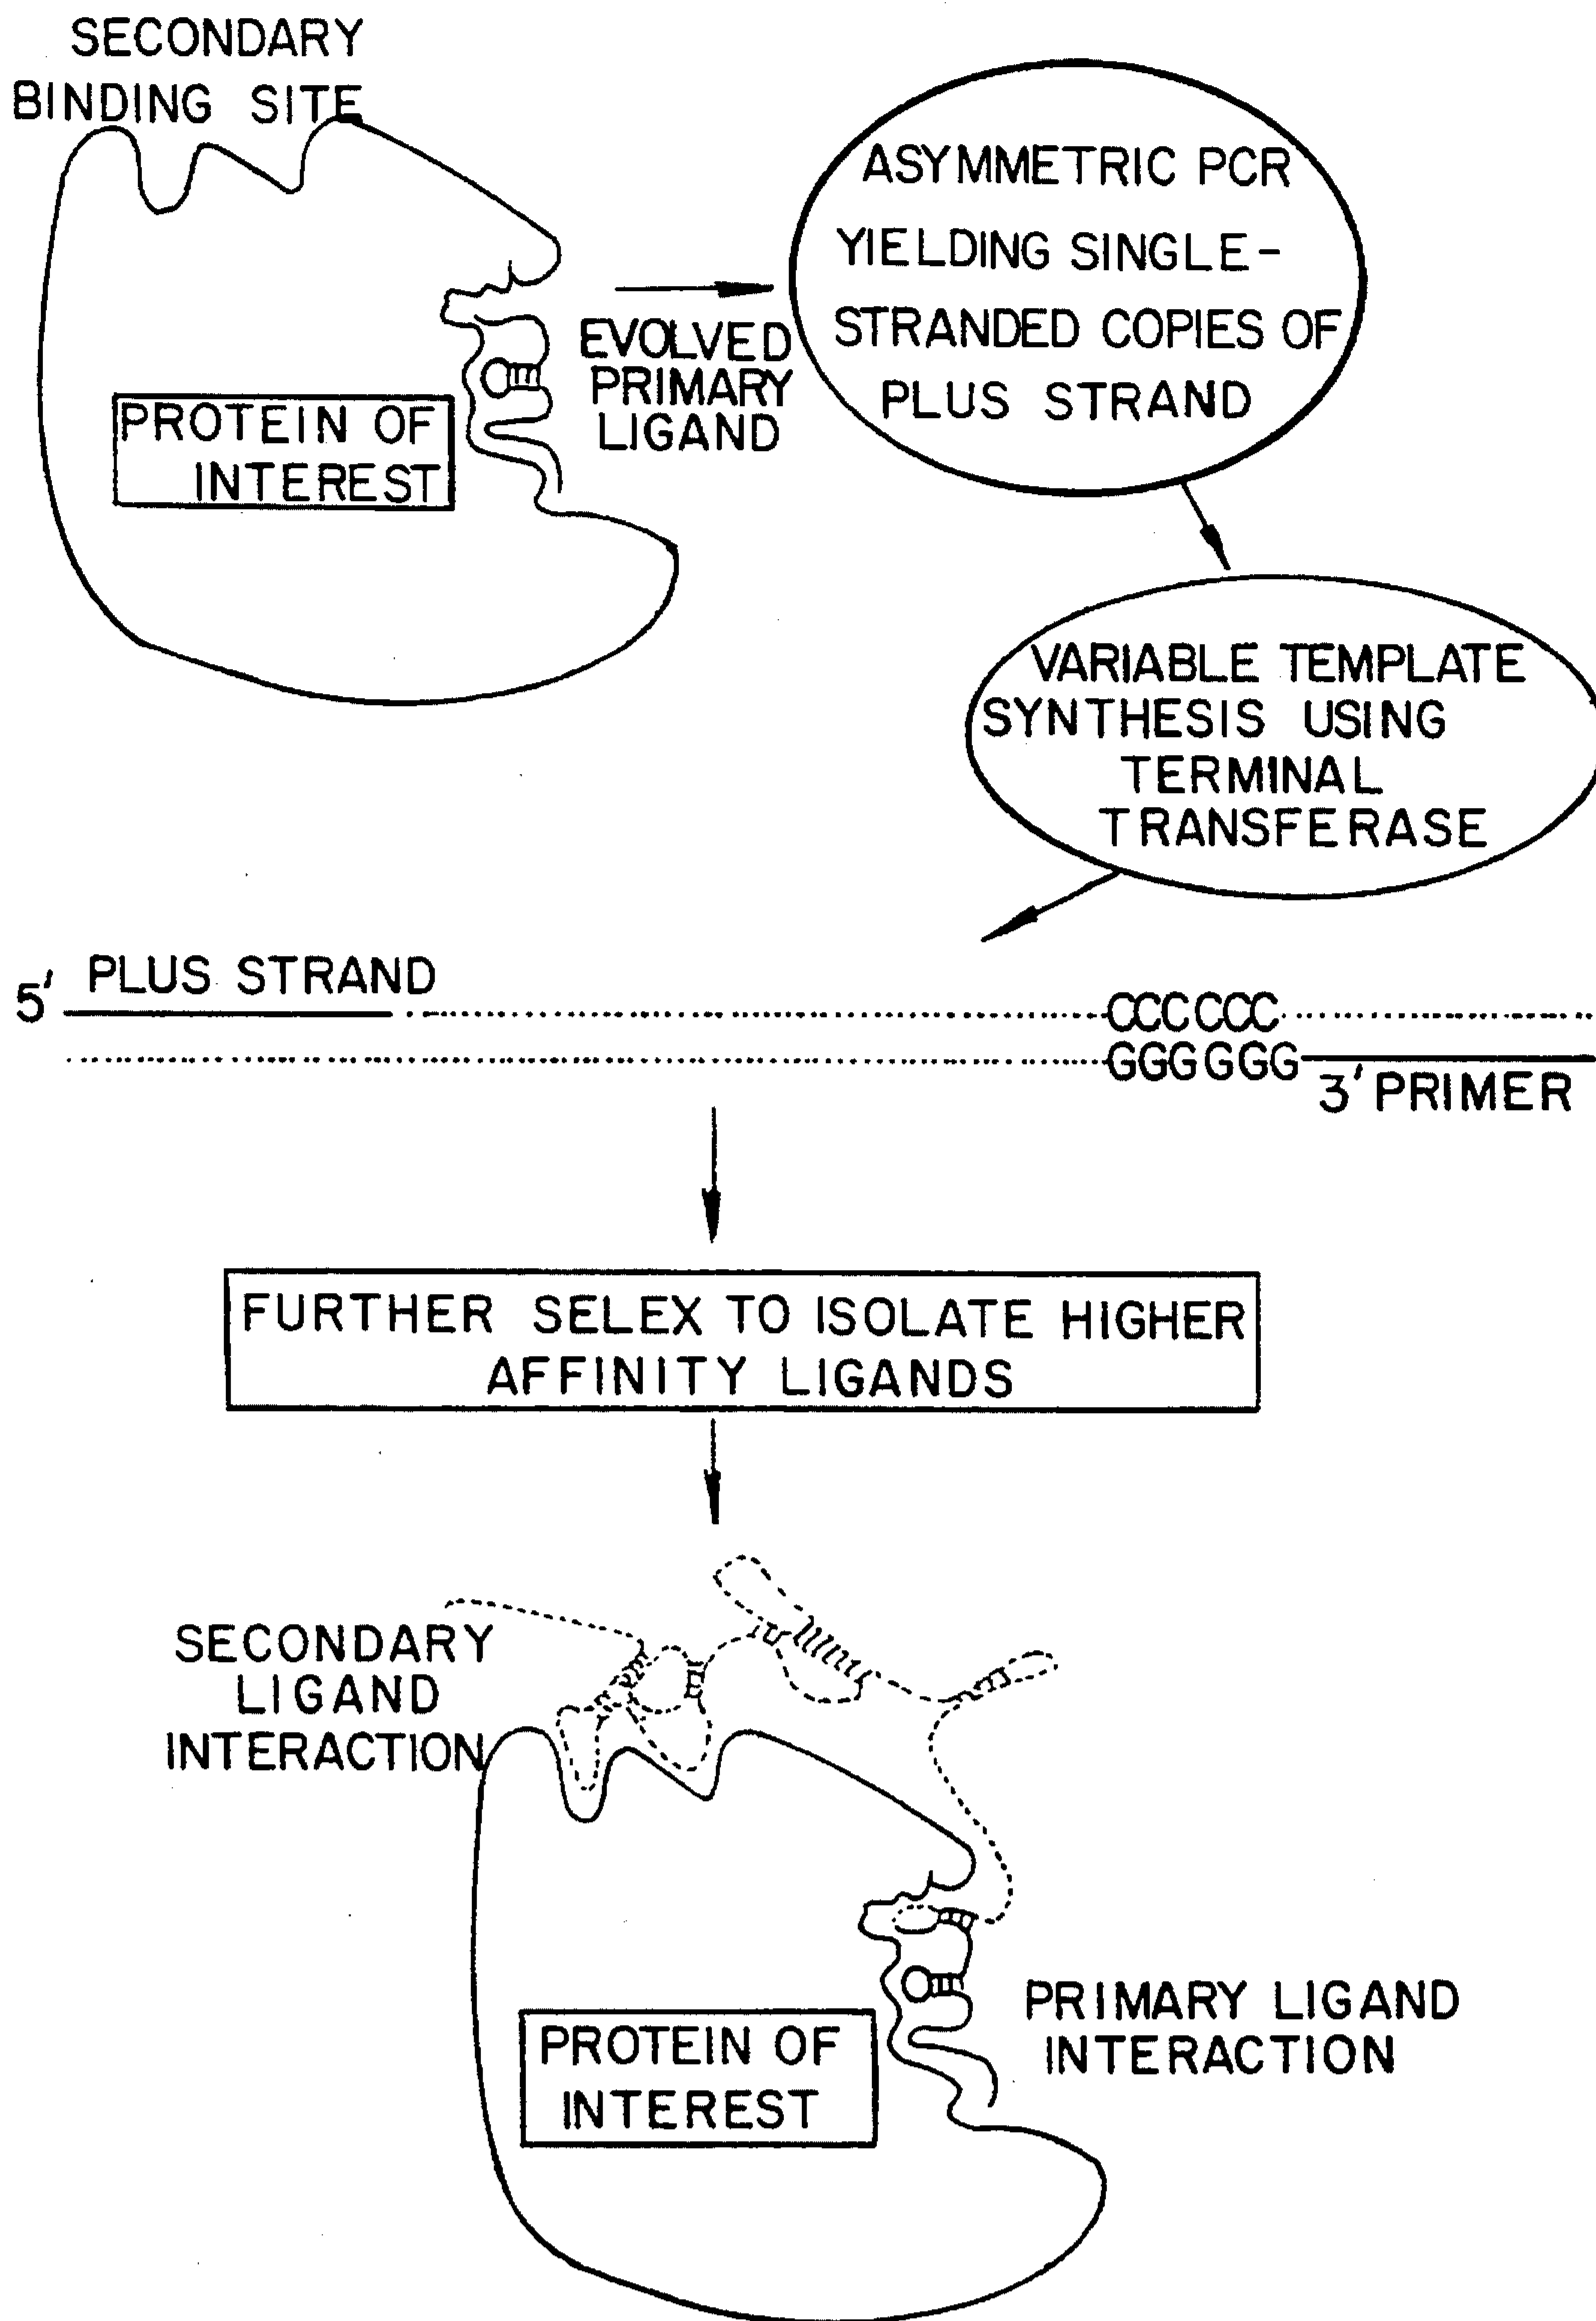 SECONDARY
BINDING SITE
PROTEIN OF
INTEREST
EVOLVED
PRIMARY
LIGAND
ASYMMETRIC PCR
YIELDING SINGLE-
STRANDED COPIES OF
PLUS STRAND
VARIABLE TEMPLATE
SYNTHESIS USING
TERMINAL
TRANSFERASE
5' PLUS STRAND
CCCCCC
GGGGGG
3' PRIMER
FURTHER SELEX TO ISOLATE HIGHER
AFFINITY LIGANDS
SECONDARY
LIGAND
INTERACTION
PROTEIN OF
INTEREST
PRIMARY LIGAND
INTERACTION